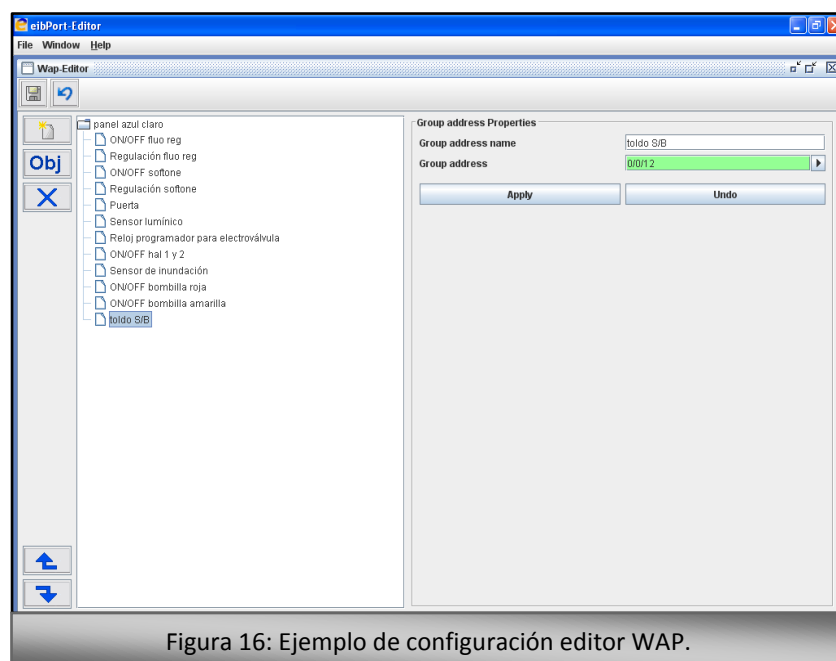 eibPort-Editor
File Window Help
Wap-Editor
Obj
panel azul claro
ON/OFF fluo reg
Regulación fluo reg
ON/OFF softone
Regulación softone
Puerta
Sensor lumínico
Reloj programador para electroválvula
ON/OFF hal 1 y 2
Sensor de inundación
ON/OFF bombilla roja
ON/OFF bombilla amarilla
toldo S/B
Group address Properties
Group address name
toldo S/B
Group address
0/0/12
Apply
Undo
Figura 16: Ejemplo de configuración editor WAP.